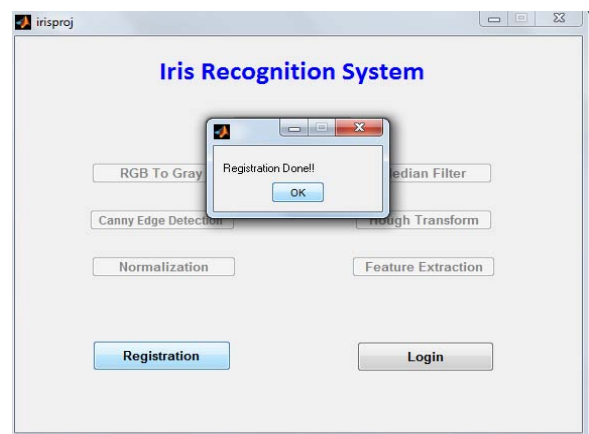 irisproj
Iris Recognition System
Registration Done!!
OK
RGB To Gray
Median Filter
Canny Edge Detection
Hough Transform
Normalization
Feature Extraction
Registration
Login